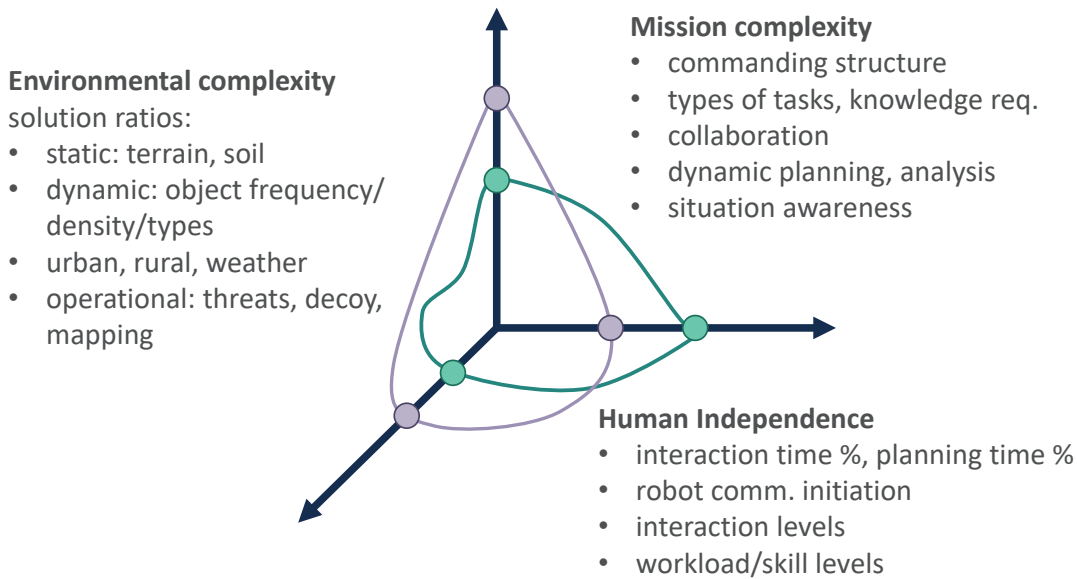 Environmental complexity
solution ratios:
• static: terrain, soil
• dynamic: object frequency/
density/types
• urban, rural, weather
• operational: threats, decoy,
mapping
Mission complexity
• commanding structure
• types of tasks, knowledge req.
• collaboration
• dynamic planning, analysis
• situation awareness
Human Independence
• interaction time %, planning time %
• robot comm. initiation
• interaction levels
• workload/skill levels